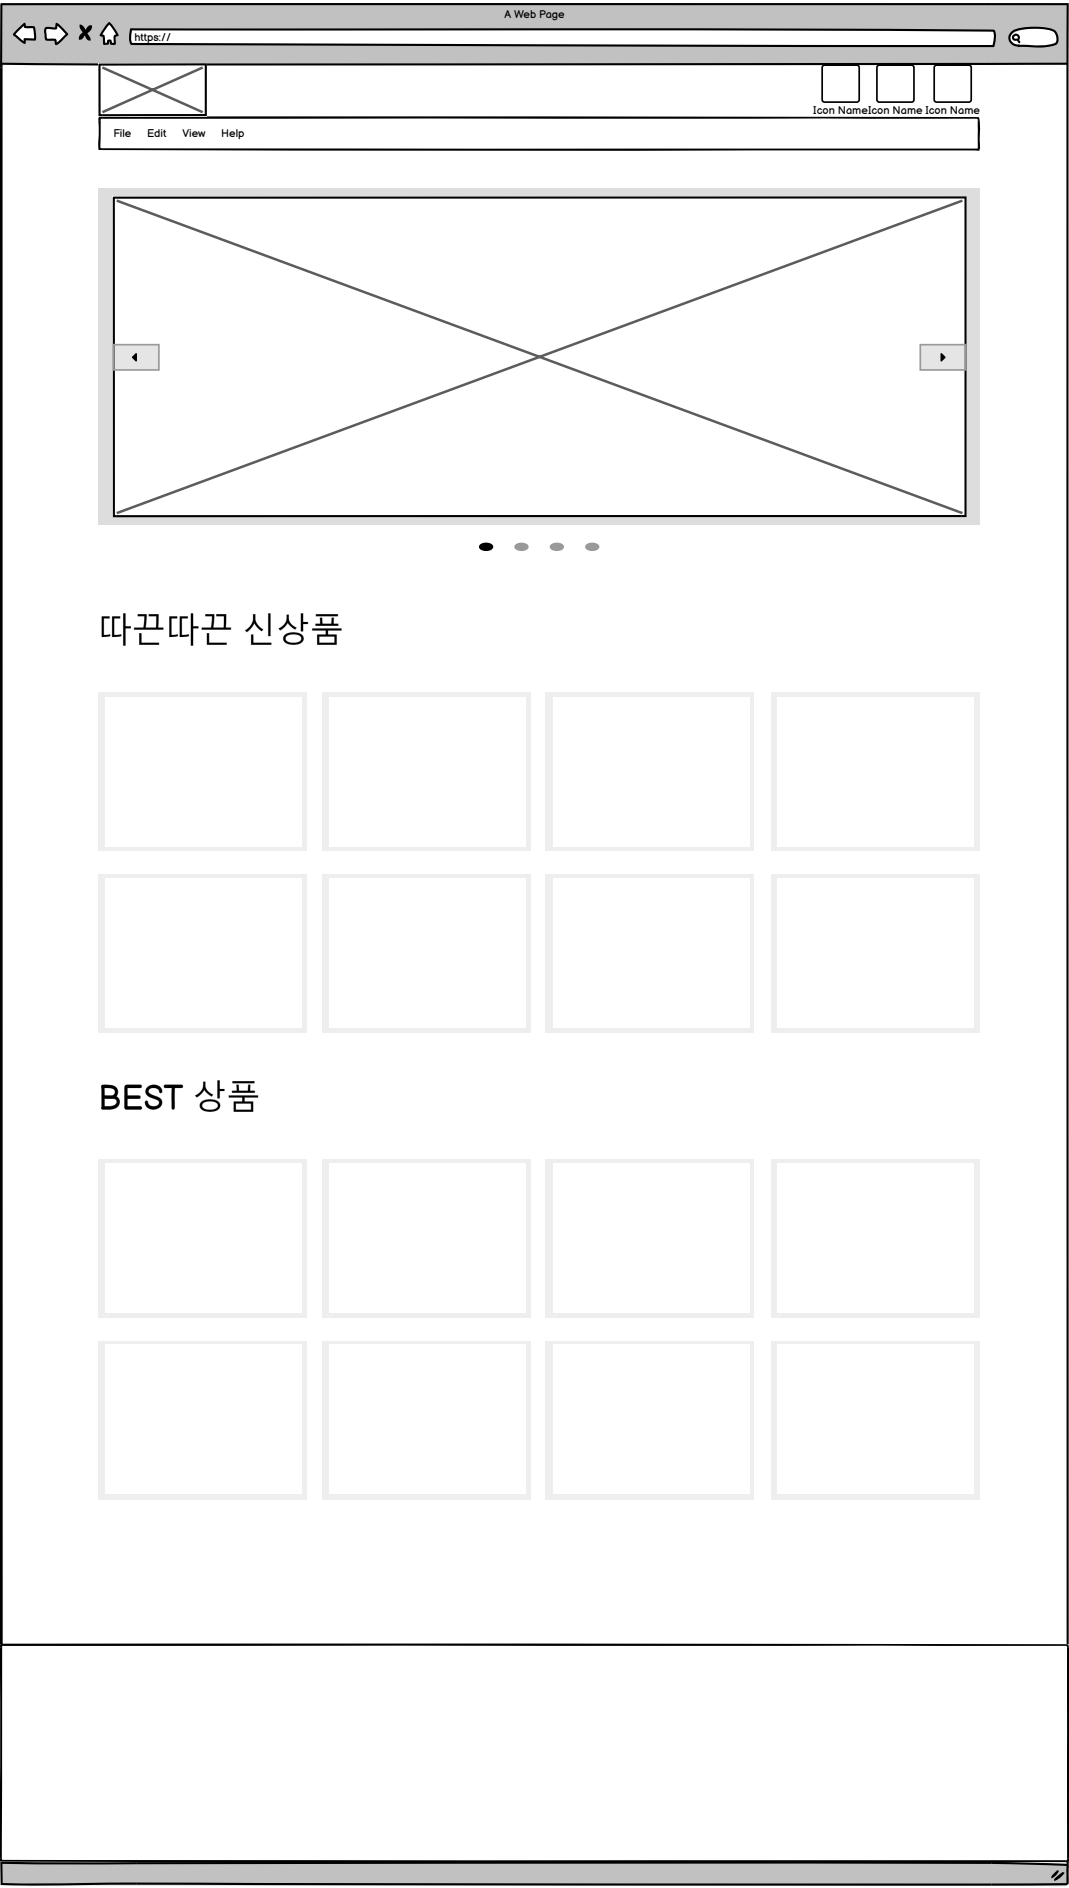 A Web Page
https://
Icon Name Icon Name Icon Name
File Edit View Help
따끈따끈 신상품
BEST 상품